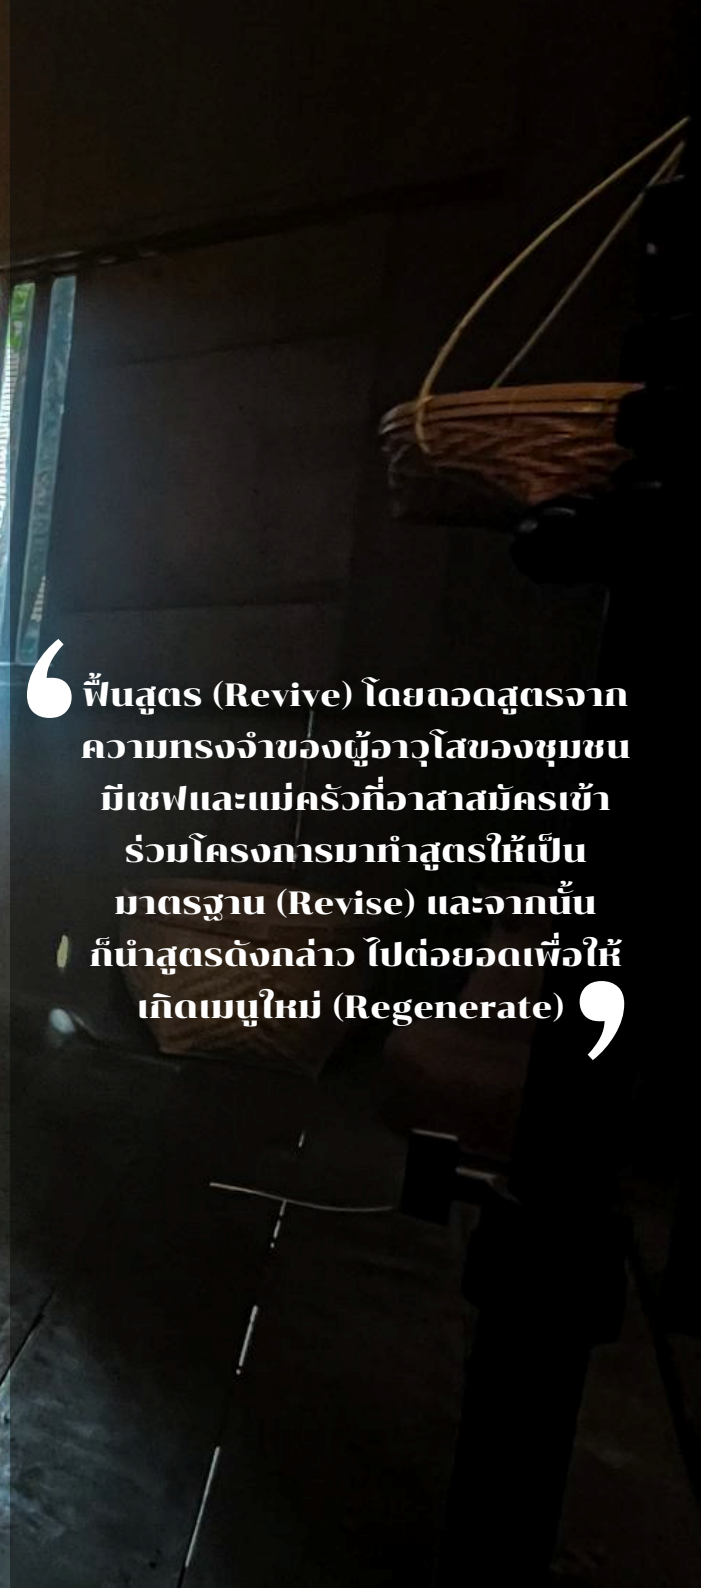 ‘ฟื้นสูตร (Revive) โดยถอดสูตรจาก
ความทรงจำของผู้อาวุโสของชุมชน
มีเชฟและแม่ครัวที่อาสาสมัครเข้า
ร่วมโครงการมาทำสูตรให้เป็น
มาตรฐาน (Revise) และจากนั้น
ก็นำสูตรดังกล่าว ไปต่อยอดเพื่อให้
เกิดเมนูใหม่ (Regenerate)’